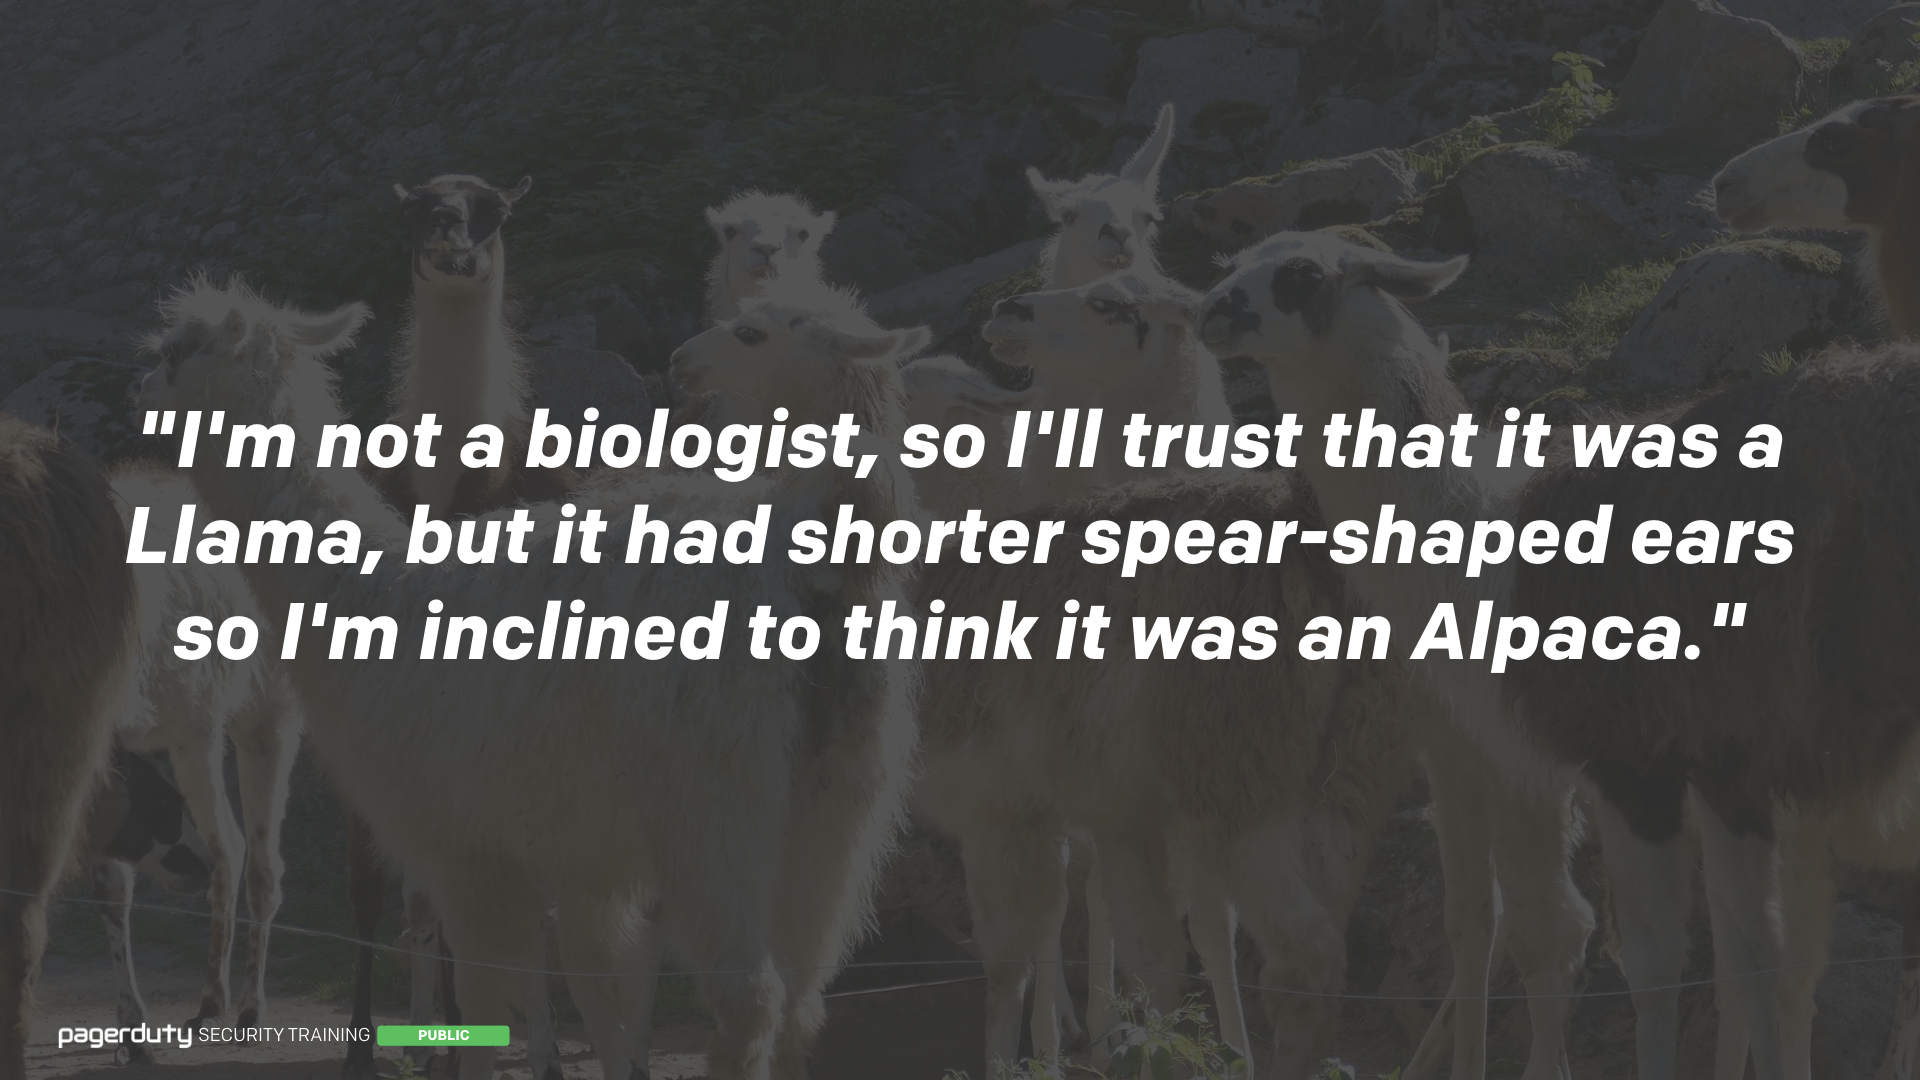 "I'm not a biologist, so I'll trust that it was a
Llama, but it had shorter spear-shaped ears
so I'm inclined to think it was an Alpaca."
pagerduty SECURITY TRAINING PUBLIC